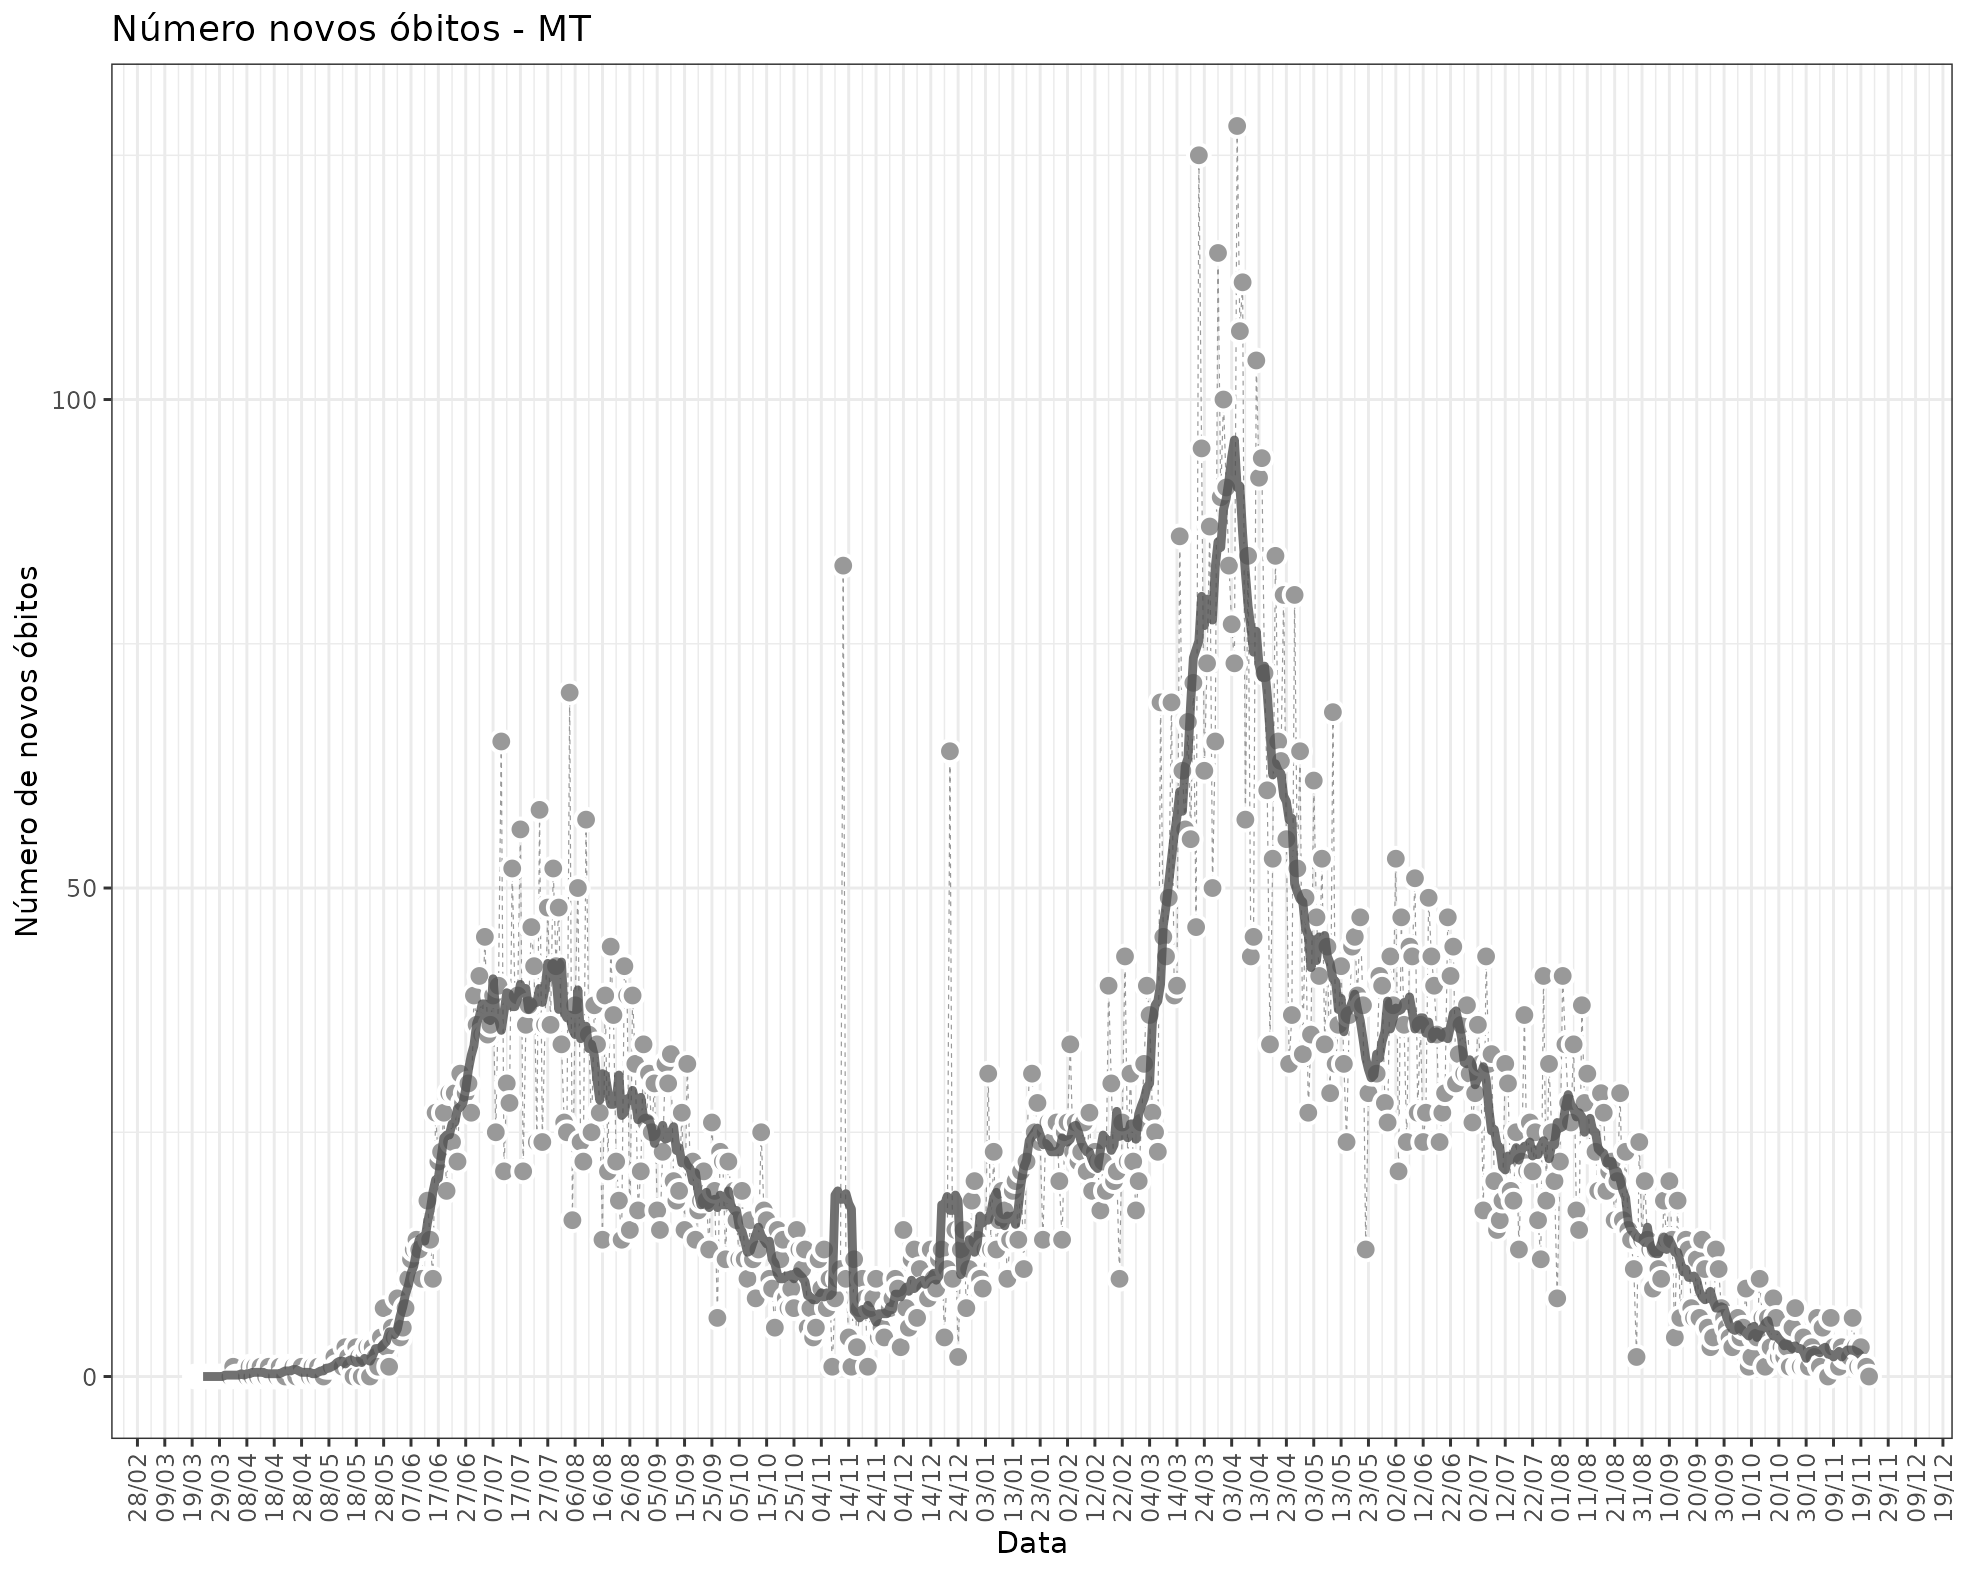 Número novos óbitos - MT
Número de novos óbitos
100
50
0
28/02 09/03 19/03 29/03 08/04 18/04 28/04 08/05 18/05 28/05 07/06 17/06 27/06 07/07 17/07 27/07 06/08 16/08 26/08 05/09 15/09 25/09 05/10 15/10 25/10 04/11 14/11 24/11 04/12 14/12 24/12 03/01 13/01 23/01 02/02 12/02 22/02 04/03 14/03 24/03 03/04 13/04 23/04 03/05 13/05 23/05 02/06 12/06 22/06 02/07 12/07 22/07 01/08 11/08 21/08 31/08 10/09 20/09 30/09 10/10 20/10 30/10 09/11 19/11 29/11 09/12 19/12
Data